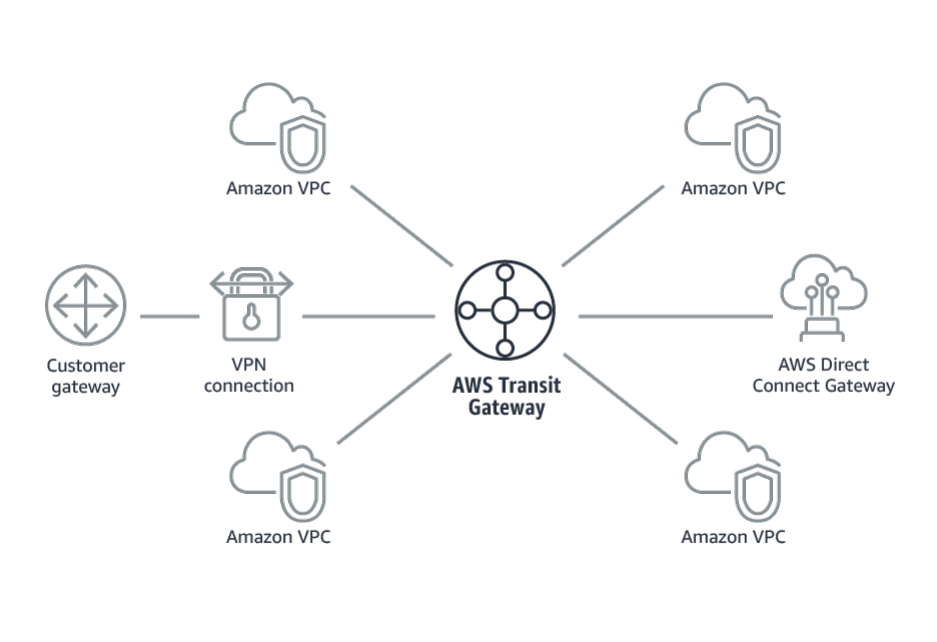 Amazon VPC
Amazon VPC
Customer
gateway
VPN
connection
AWS Transit
Gateway
AWS Direct
Connect Gateway
Amazon VPC
Amazon VPC